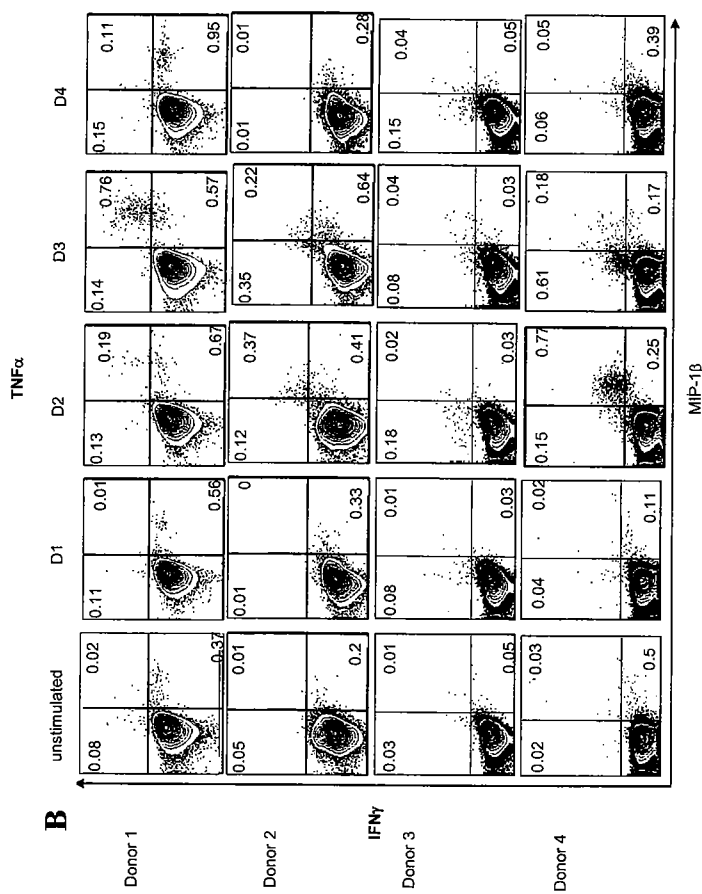 B
TNFα
unstimulated D1 D2 D3 D4
Donor 1
0.08 0.02 0.11 0.01 0.13 0.19 0.14 0.76 0.15 0.11
0.37 0.56 0.67 0.57 0.95
Donor 2
0.05 0.01 0.01 0 0.12 0.37 0.35 0.22 0.01 0.01
0.2 0.33 0.41 0.64 0.28
IFNγ
Donor 3
0.03 0.01 0.08 0.01 0.18 0.02 0.08 0.04 0.15 0.04
0.05 0.03 0.03 0.03 0.05
Donor 4
0.02 0.03 0.04 0.02 0.15 0.77 0.61 0.18 0.06 0.05
0.5 0.11 0.25 0.17 0.39
MIP-1β